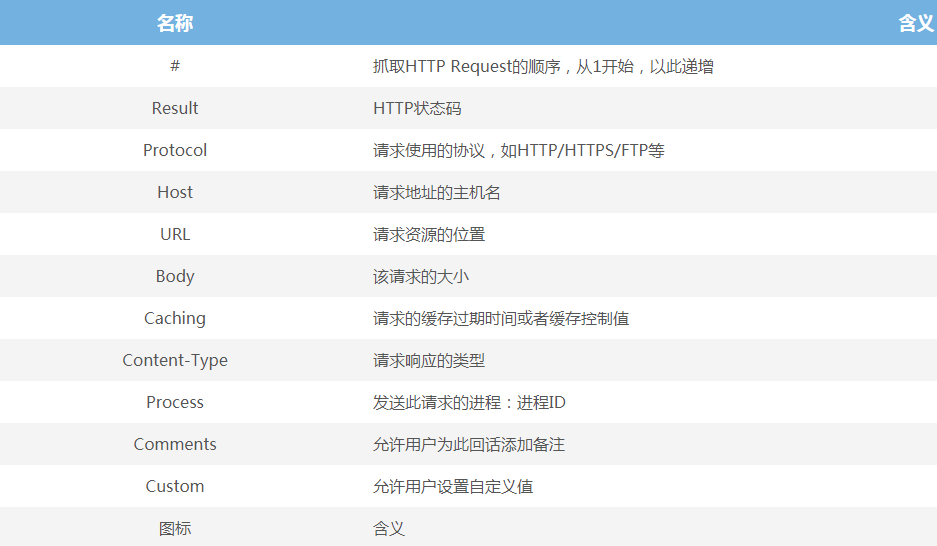 名称 含义
# 抓取HTTP Request的顺序，从1开始，以此递增
Result HTTP状态码
Protocol 请求使用的协议，如HTTP/HTTPS/FTP等
Host 请求地址的主机名
URL 请求资源的位置
Body 该请求的大小
Caching 请求的缓存过期时间或者缓存控制值
Content-Type 请求响应的类型
Process 发送此请求的进程：进程ID
Comments 允许用户为此回话添加备注
Custom 允许用户设置自定义值
图标 含义